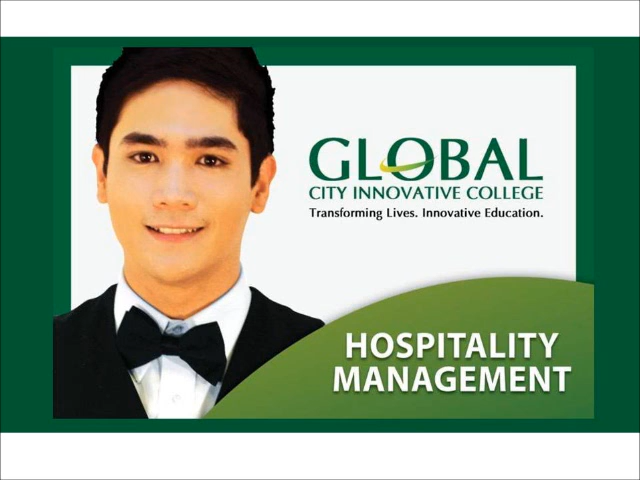 GLOBAL
CITY INNOVATIVE COLLEGE
Transforming Lives. Innovative Education.
HOSPITALITY
MANAGEMENT